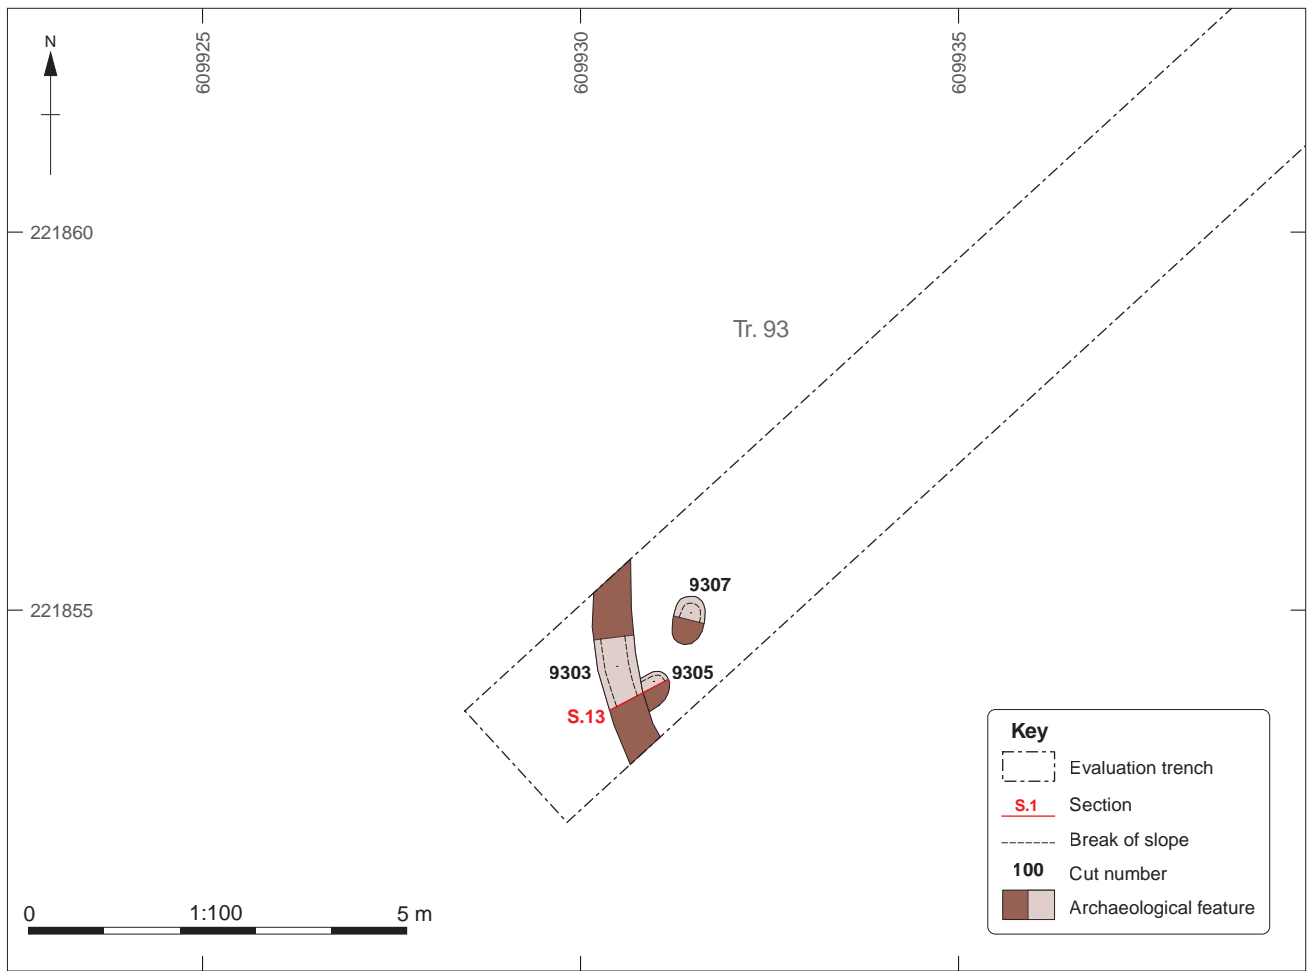 N
609925
609930
609935
221860
Tr. 93
221855
9307
9303
9305
S.13
Key
Evaluation trench
S.1 Section
Break of slope
100 Cut number
Archaeological feature
0 1:100 5 m